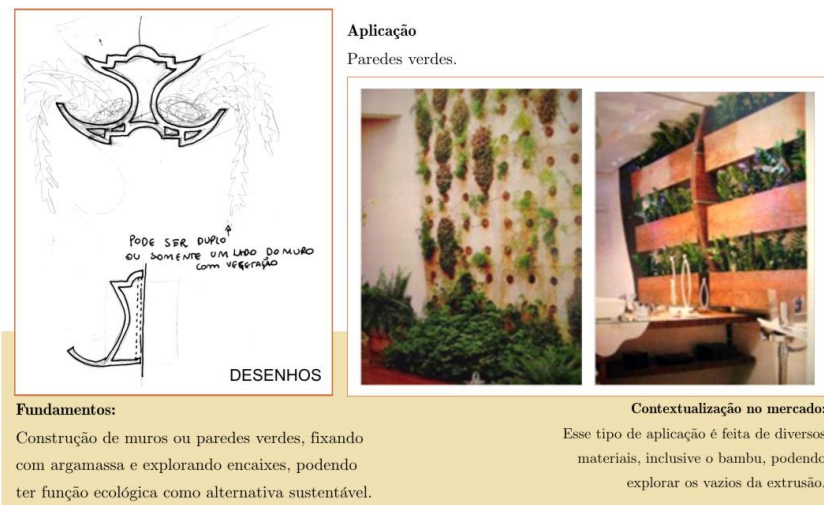 Aplicação
Paredes verdes.
PODE SER DUPLO
OU SOMENTE UM LADO DO MURO
COM VEGETAÇÃO
DESENHOS
Fundamentos:
Construção de muros ou paredes verdes, fixando
com argamassa e explorando encaixes, podendo
ter função ecológica como alternativa sustentável.
Contextualização no mercado:
Esse tipo de aplicação é feita de diversos
materiais, inclusive o bambu, podendo
explorar os vazios da extrusão.